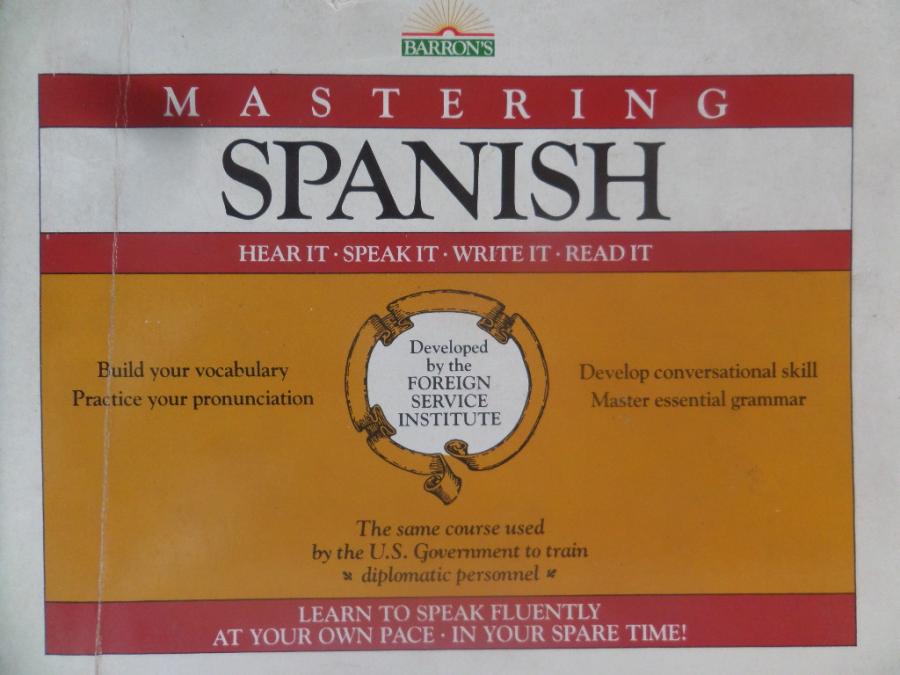 BARRON'S
MASTERING
SPANISH
HEAR IT · SPEAK IT · WRITE IT · READ IT
Build your vocabulary
Practice your pronunciation
Developed
by the
FOREIGN
SERVICE
INSTITUTE
Develop conversational skill
Master essential grammar
The same course used
by the U.S. Government to train
diplomatic personnel
LEARN TO SPEAK FLUENTLY
AT YOUR OWN PACE · IN YOUR SPARE TIME!